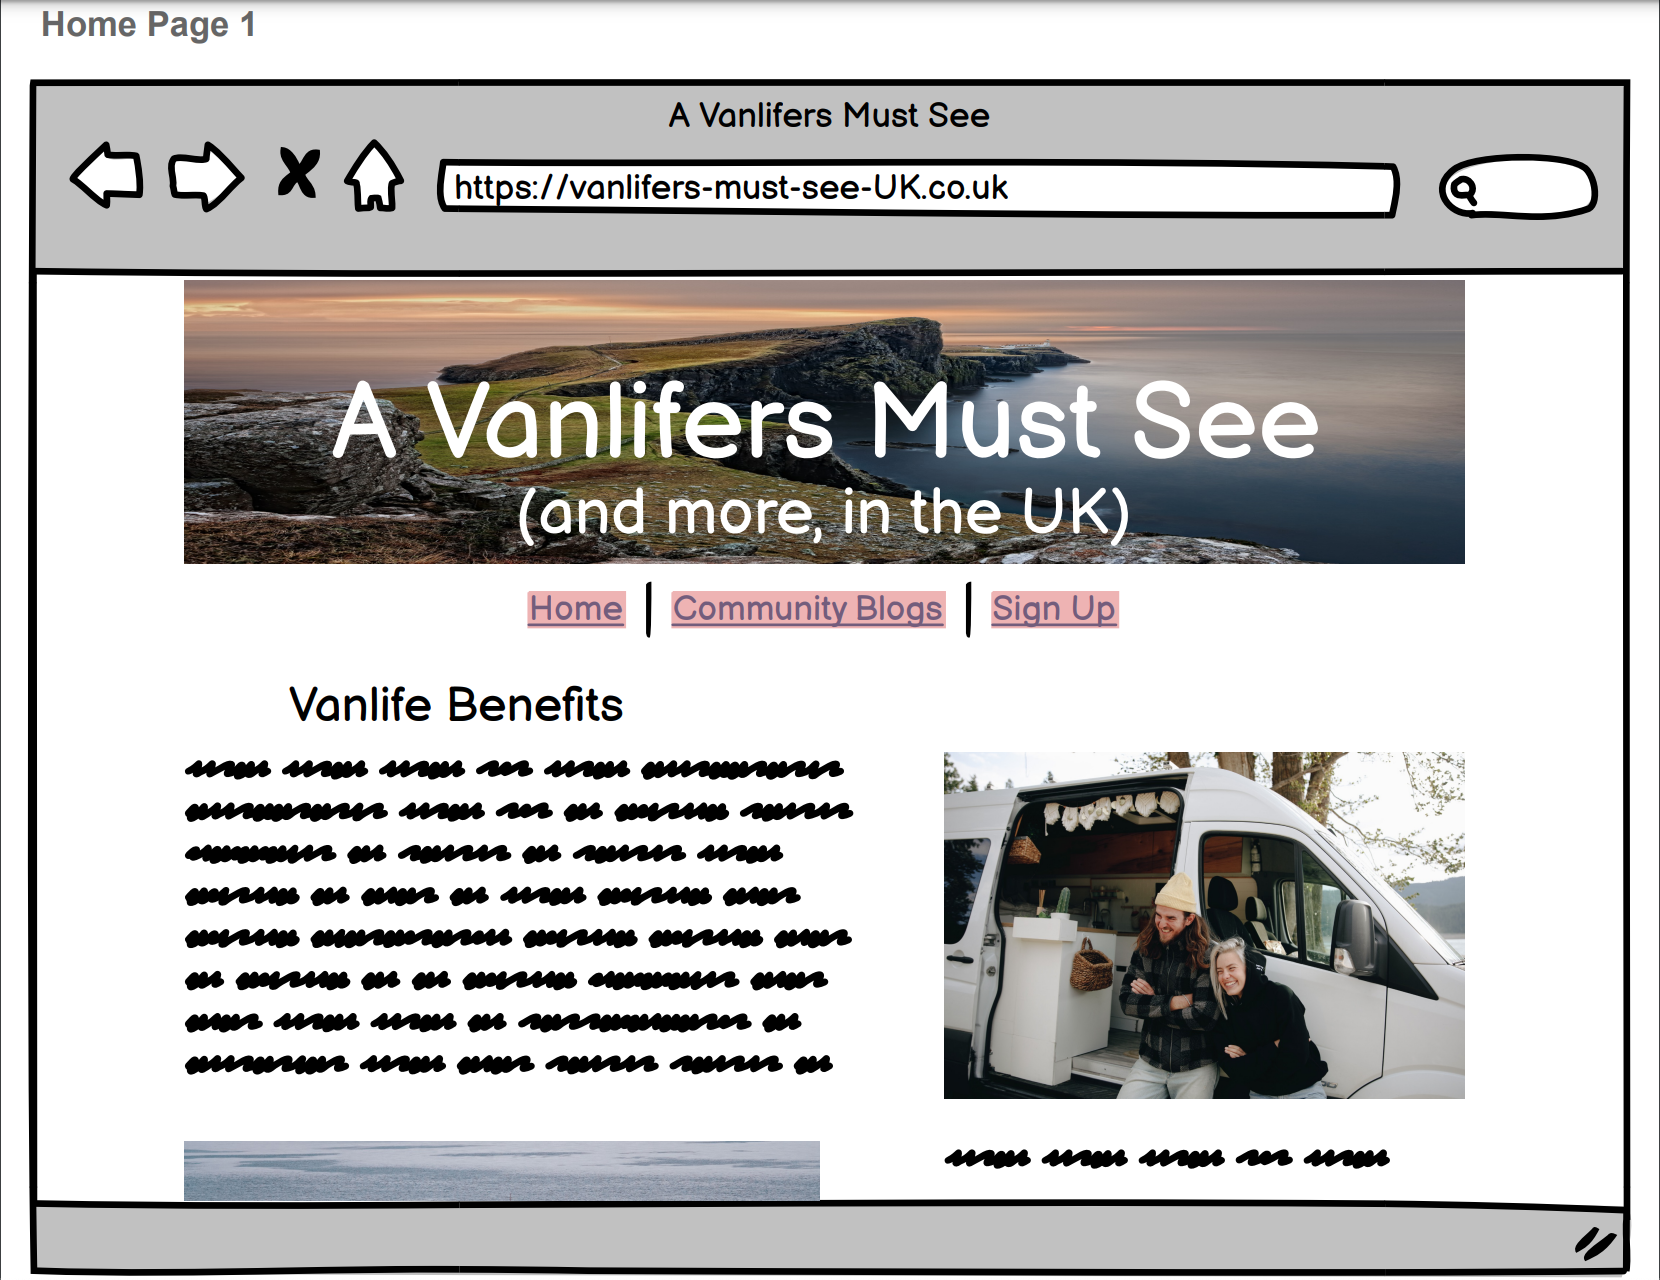 Home Page 1
A Vanlifers Must See
https://vanlifers-must-see-UK.co.uk
A Vanlifers Must See
(and more, in the UK)
Home | Community Blogs | Sign Up
Vanlife Benefits